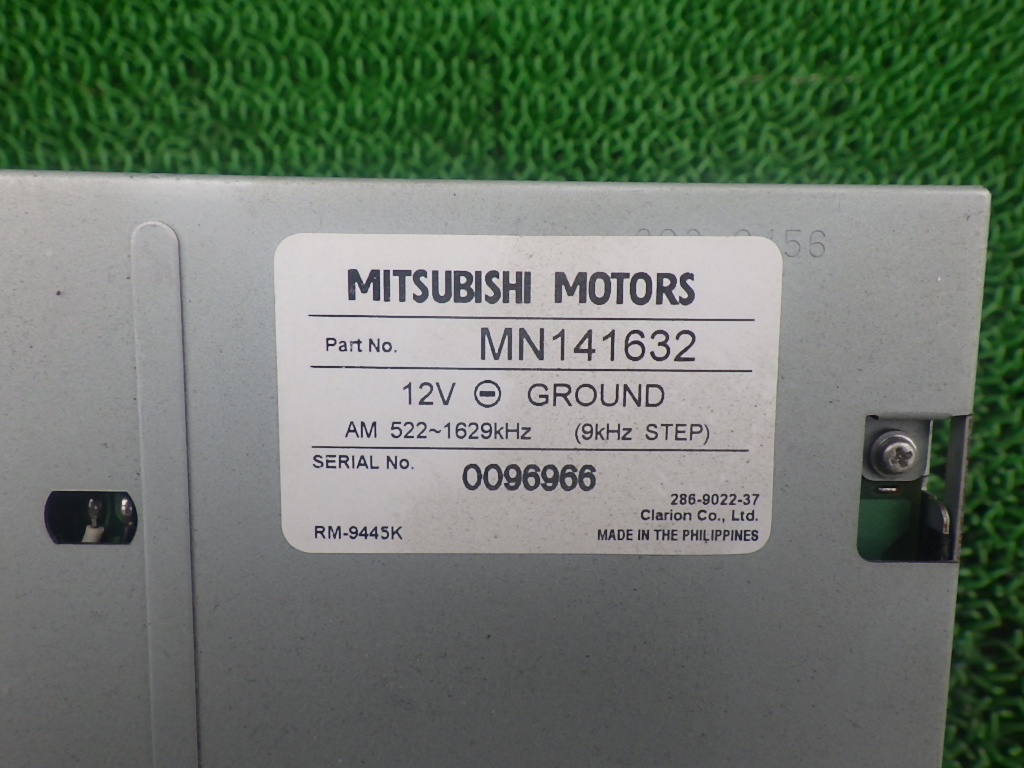 MITSUBISHI MOTORS
Part No. MN141632
12V ⊖ GROUND
AM 522~1629kHz (9kHz STEP)
SERIAL No. 0096966
286-9022-37
Clarion Co., Ltd.
RM-9445K MADE IN THE PHILIPPINES